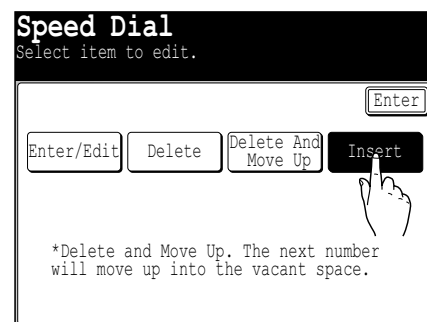 Speed Dial
Select item to edit.
Enter
Enter/Edit
Delete
Delete And
Move Up
Insert
*Delete and Move Up. The next number
will move up into the vacant space.